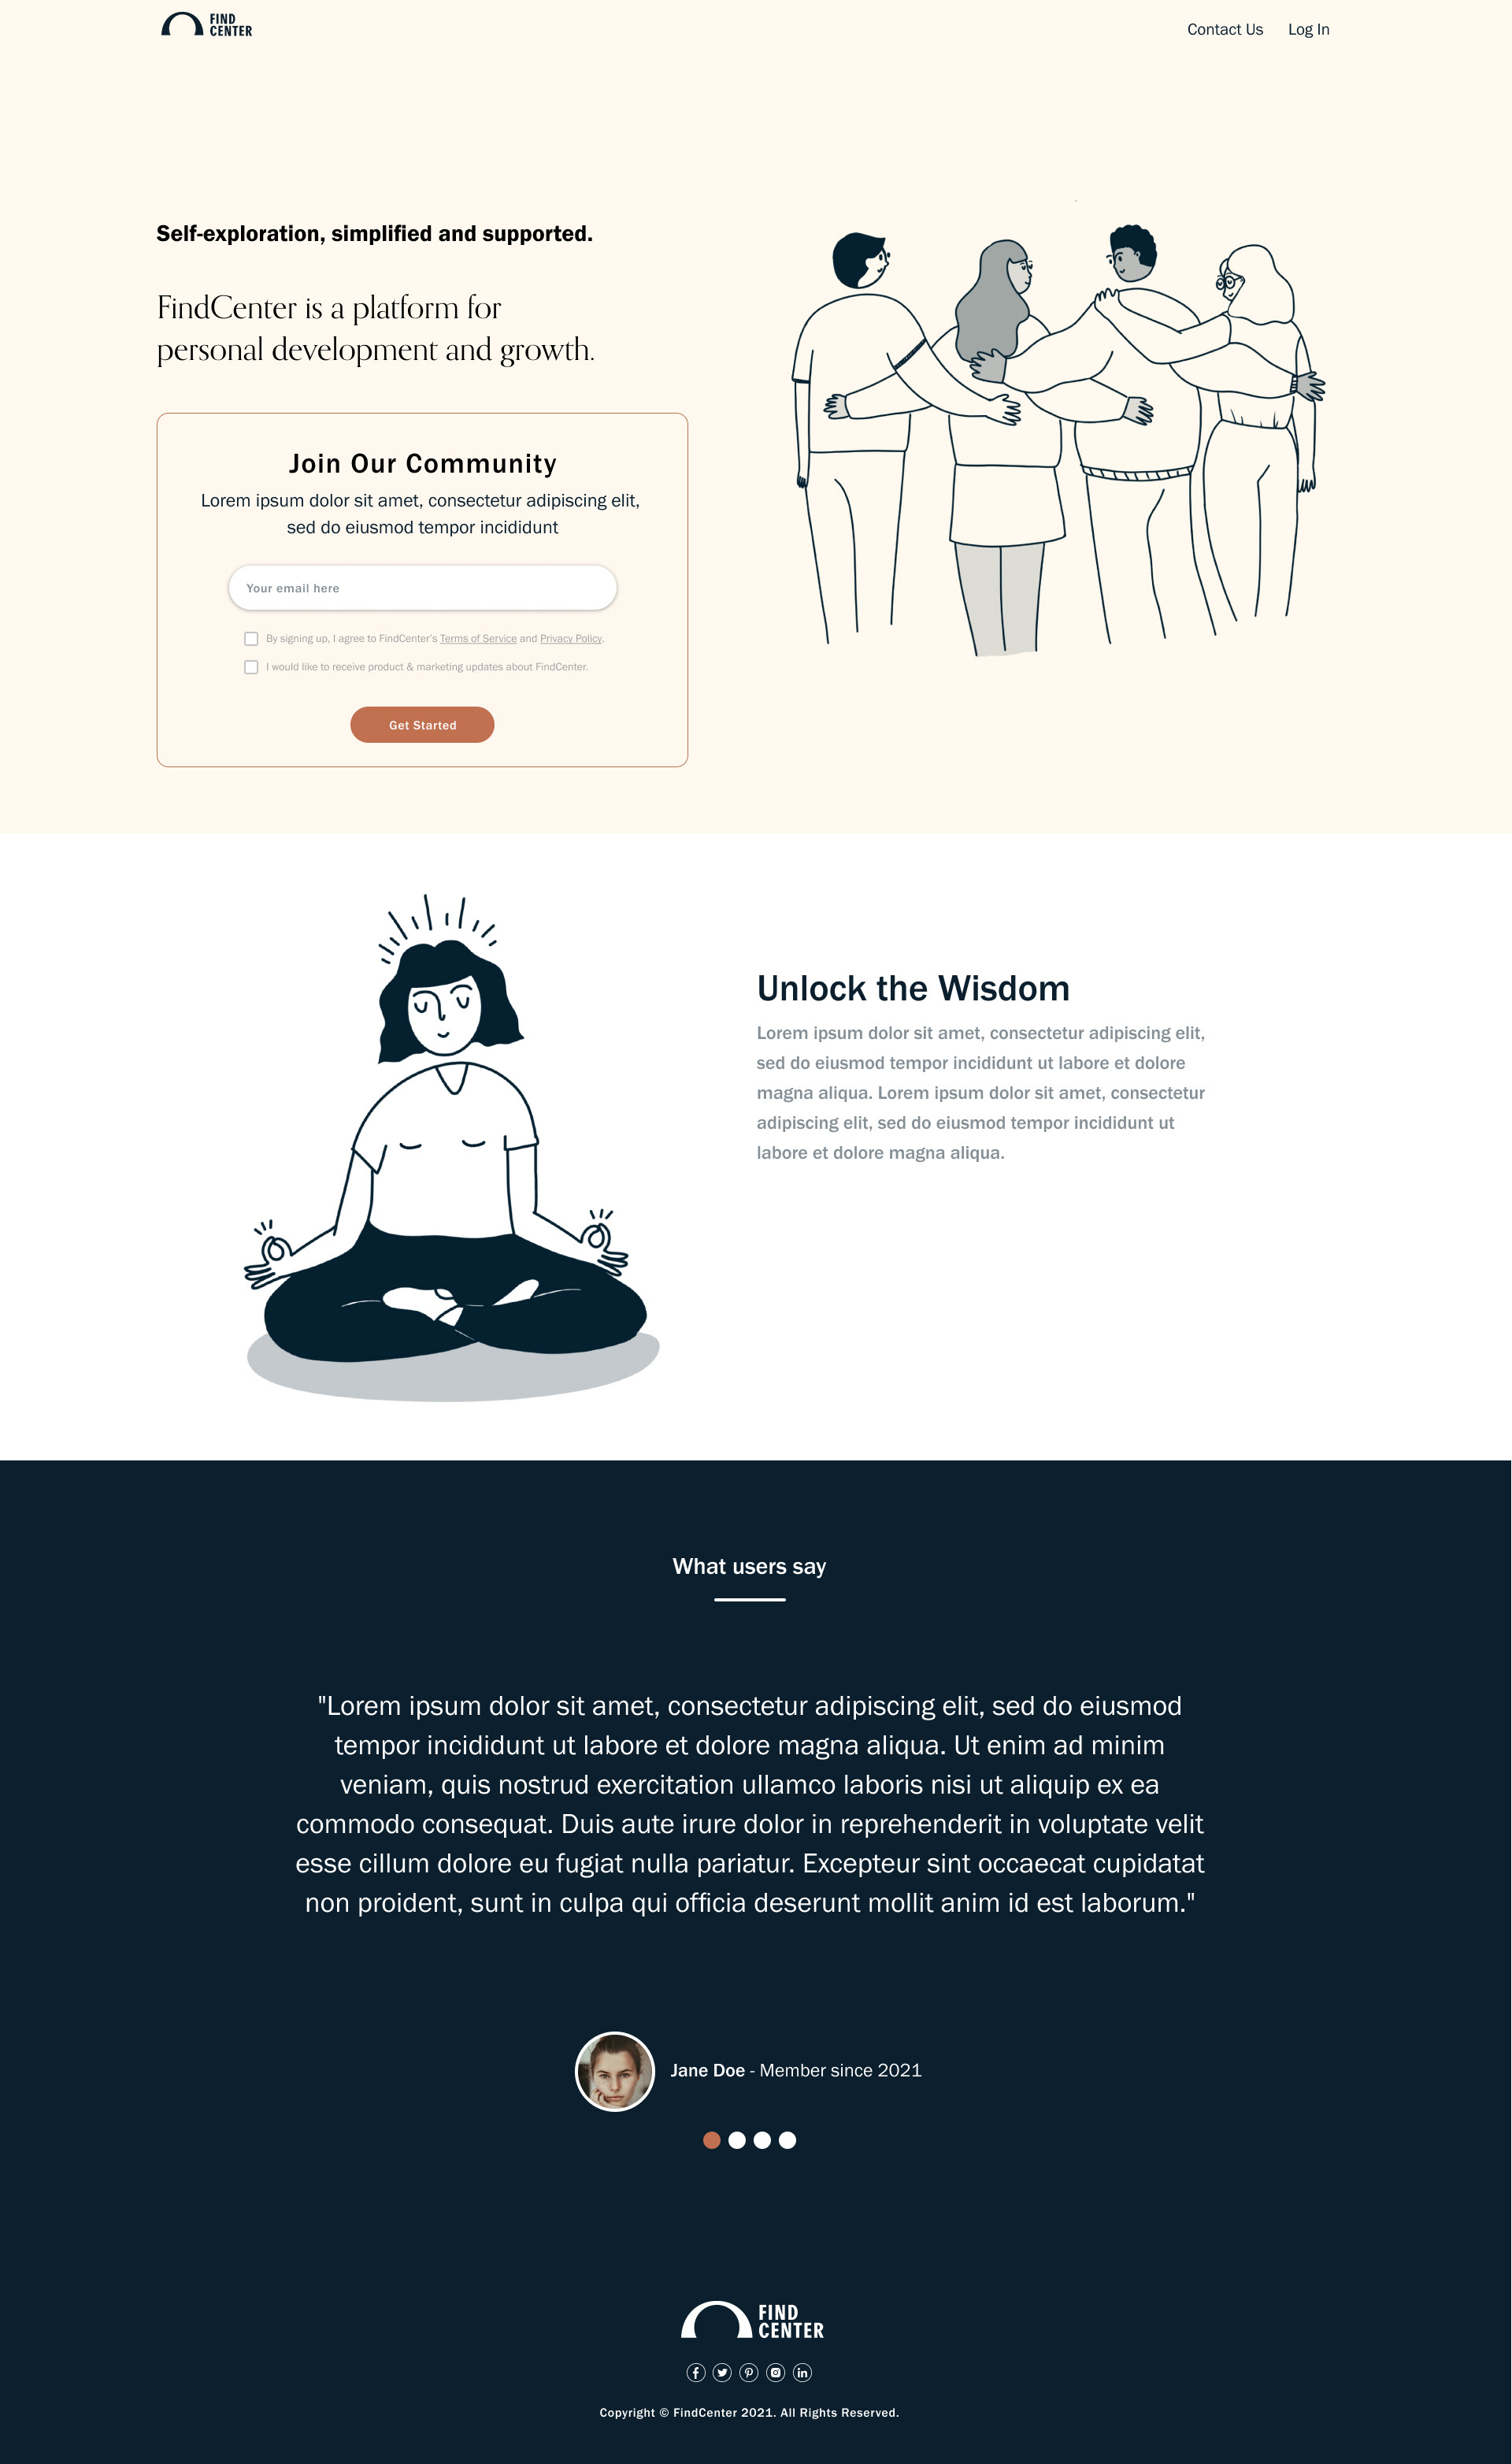 FIND
CENTER
Contact Us
Log In
Self-exploration, simplified and supported.
FindCenter is a platform for
personal development and growth.
Join Our Community
Lorem ipsum dolor sit amet, consectetur adipiscing elit,
sed do eiusmod tempor incididunt
Your email here
By signing up, I agree to FindCenter's Terms of Service and Privacy Policy.
I would like to receive product & marketing updates about FindCenter.
Get Started
Unlock the Wisdom
Lorem ipsum dolor sit amet, consectetur adipiscing elit,
sed do eiusmod tempor incididunt ut labore et dolore
magna aliqua. Lorem ipsum dolor sit amet, consectetur
adipiscing elit, sed do eiusmod tempor incididunt ut
labore et dolore magna aliqua.
What users say
"Lorem ipsum dolor sit amet, consectetur adipiscing elit, sed do eiusmod
tempor incididunt ut labore et dolore magna aliqua. Ut enim ad minim
veniam, quis nostrud exercitation ullamco laboris nisi ut aliquip ex ea
commodo consequat. Duis aute irure dolor in reprehenderit in voluptate velit
esse cillum dolore eu fugiat nulla pariatur. Excepteur sint occaecat cupidatat
non proident, sunt in culpa qui officia deserunt mollit anim id est laborum."
Jane Doe - Member since 2021
FIND
CENTER
Copyright © FindCenter 2021. All Rights Reserved.